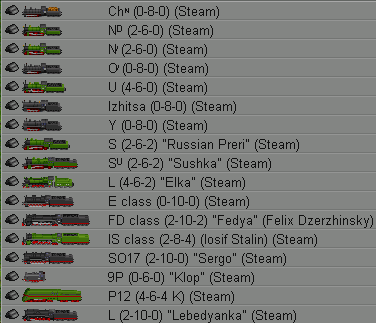 Chᴺ (0-8-0) (Steam)
Nᴰ (2-6-0) (Steam)
N (2-6-0) (Steam)
O (0-8-0) (Steam)
U (4-6-0) (Steam)
Izhitsa (0-8-0) (Steam)
Y (0-8-0) (Steam)
S (2-6-2) "Russian Preri" (Steam)
Sᵁ (2-6-2) "Sushka" (Steam)
L (4-6-2) "Elka" (Steam)
E class (0-10-0) (Steam)
FD class (2-10-2) "Fedya" (Felix Dzerzhinsky)
IS class (2-8-4) (Iosif Stalin) (Steam)
SO17 (2-10-0) "Sergo" (Steam)
9P (0-6-0) "Klop" (Steam)
P12 (4-6-4 K) (Steam)
L (2-10-0) "Lebedyanka" (Steam)